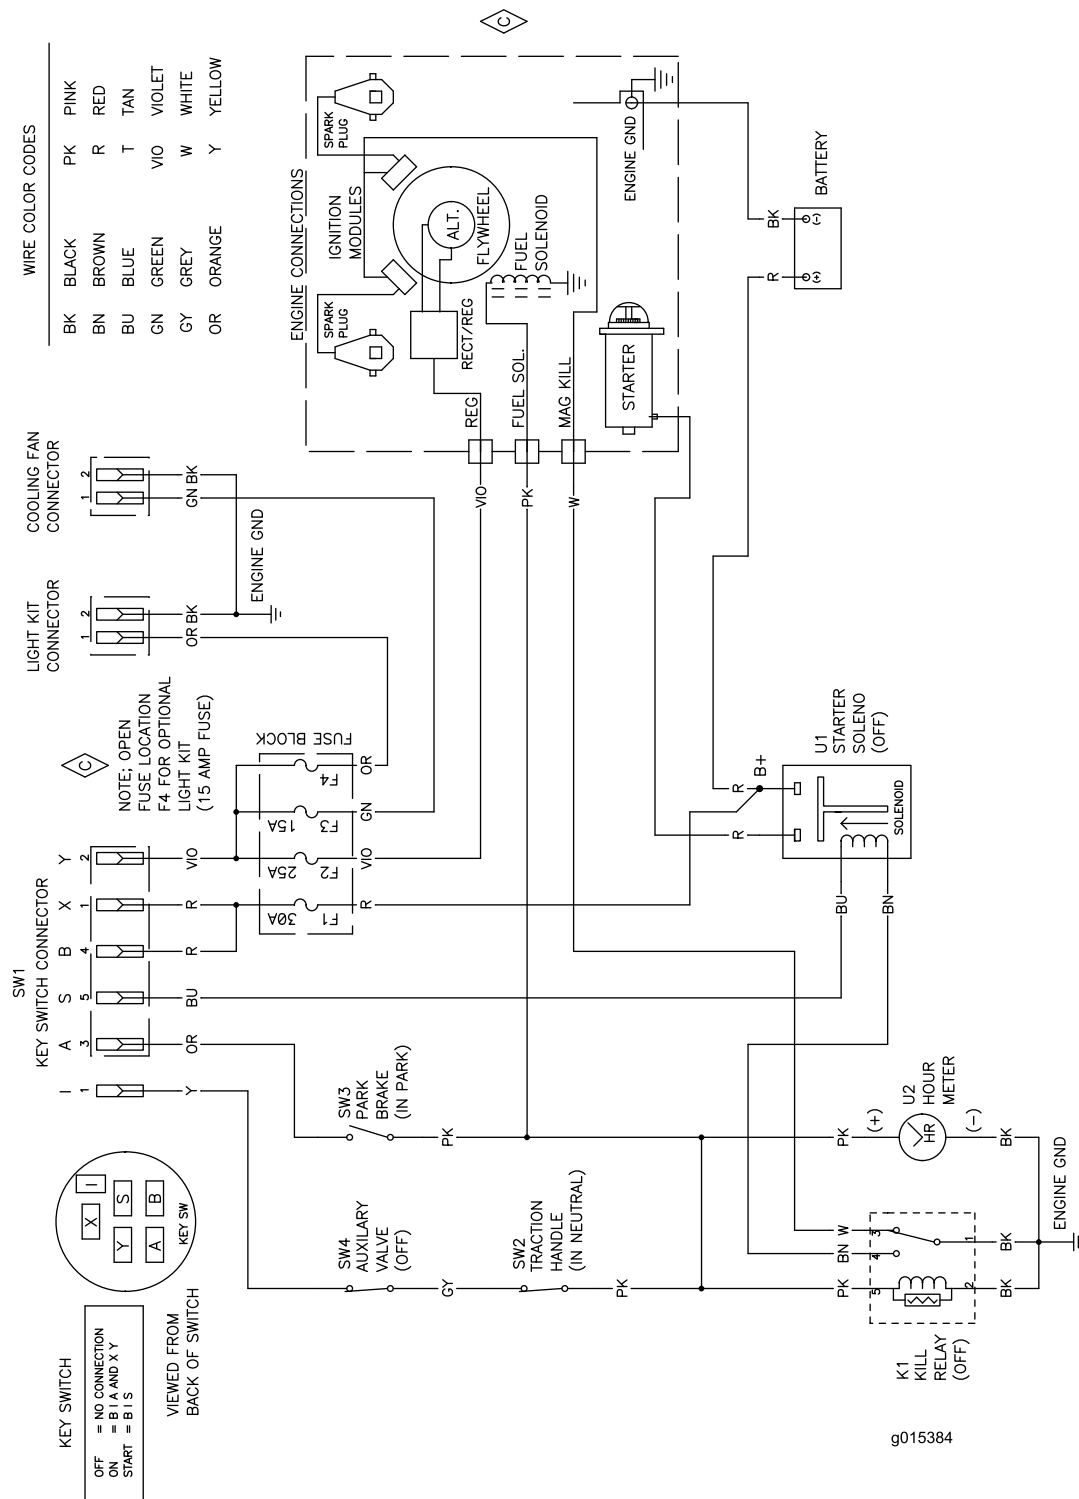 WIRE COLOR CODES
BK BLACK PK PINK
BN BROWN R RED
BU BLUE T TAN
GN GREEN VIO VIOLET
GY GREY W WHITE
OR ORANGE Y YELLOW
C
ENGINE CONNECTIONS
SPARK
PLUG
SPARK
PLUG
IGNITION
MODULES
ALT.
FLYWHEEL
RECT/REG
FUEL
SOLENOID
REG
FUEL SOL.
MAG KILL
STARTER
ENGINE GND
BATTERY
BK
R
(-)
(+)
COOLING FAN
CONNECTOR
1 2
GN BK
ENGINE GND
LIGHT KIT
CONNECTOR
1 2
OR BK
C
NOTE; OPEN
FUSE LOCATION
F4 FOR OPTIONAL
LIGHT KIT
(15 AMP FUSE)
FUSE BLOCK
F4
15A F3
25A F2
30A F1
OR
GN
VIO
R
VIO
PK
W
SW1
KEY SWITCH CONNECTOR
I A S B X Y
1 3 5 4 1 2
Y OR BU R R VIO
KEY SWITCH
OFF = NO CONNECTION
ON = B I A AND X Y
START = B I S
X I
Y S
A B
KEY SW
VIEWED FROM
BACK OF SWITCH
SW3
PARK
BRAKE
(IN PARK)
PK
SW4
AUXILARY
VALVE
(OFF)
GY
SW2
TRACTION
HANDLE
(IN NEUTRAL)
PK
U1
STARTER
SOLENO
(OFF)
R
R
B+
SOLENOID
BU
BN
PK
(+)
HR
(-)
BK
U2
HOUR
METER
BN W
4 3
1
BK
PK
5
2
BK
K1
KILL
RELAY
(OFF)
ENGINE GND
g015384